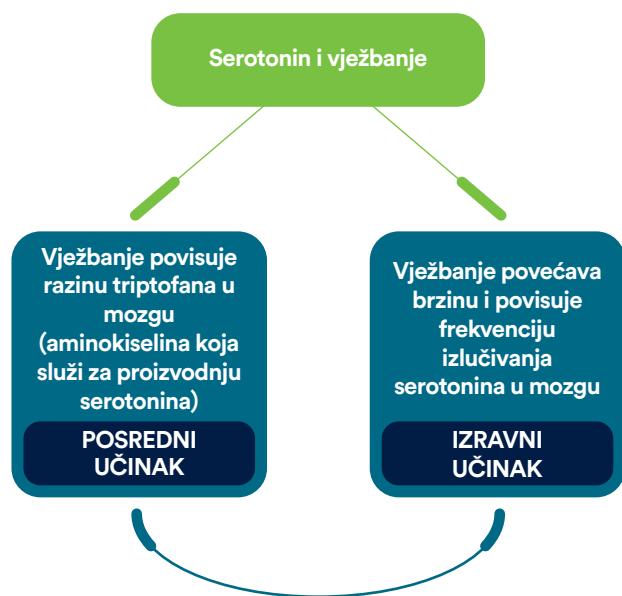 Serotonin i vježbanje
Vježbanje povisuje
razinu triptofana u
mozgu
(aminokiselina koja
služi za proizvodnju
serotonina)
POSREDNI
UČINAK
Vježbanje povećava
brzinu i povisuje
frekvenciju
izlučivanja
serotonina u mozgu
IZRAVNI
UČINAK